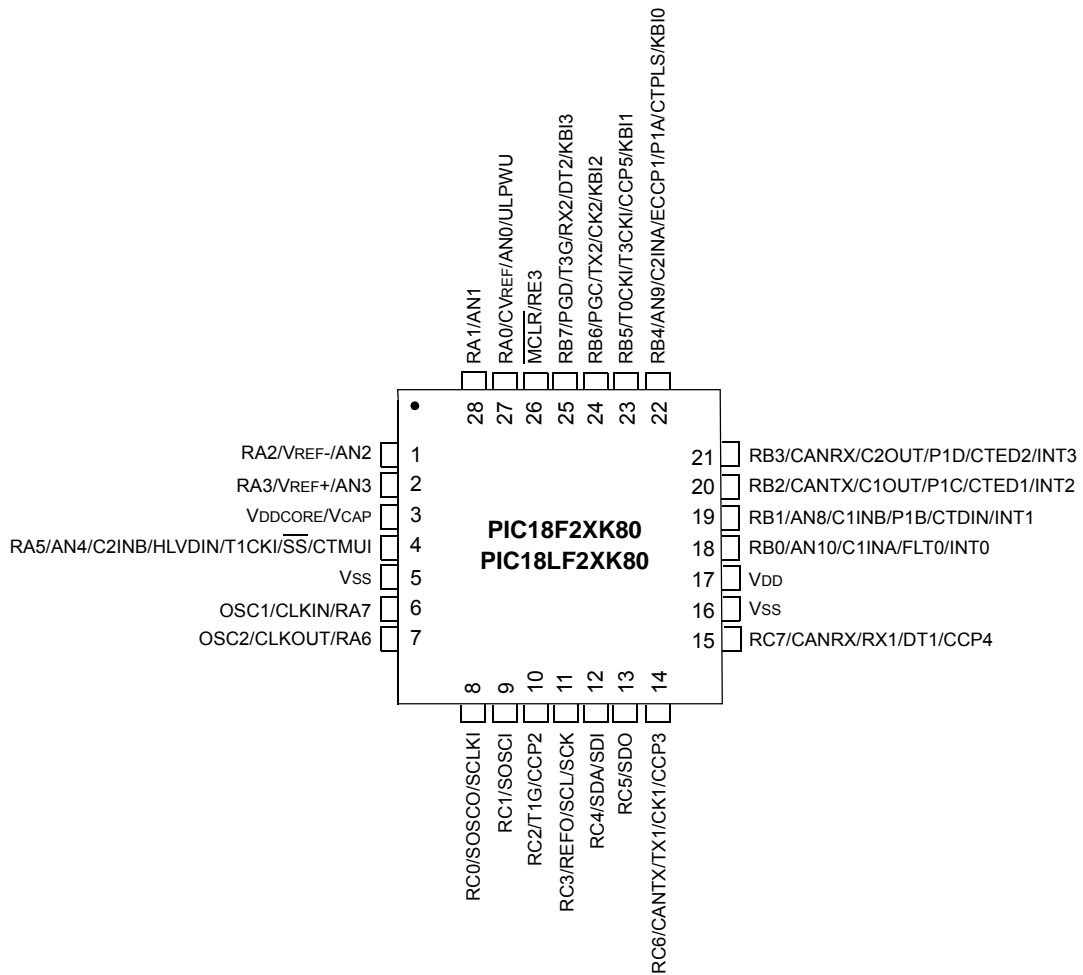 RB4/AN9/C2INA/ECCP1/P1A/CTPLS/KBI0
RB5/T0CKI/T3CKI/CCP5/KBI1
RB6/PGC/TX2/CK2/KBI2
RB7/PGD/T3G/RX2/DT2/KBI3
MCLR/RE3
RA0/CVREF/AN0/ULPWU
RA1/AN1
28 27 26 25 24 23 22
RA2/VREF-/AN2 1
RA3/VREF+/AN3 2
VDDCORE/VCAP 3
RA5/AN4/C2INB/HLVDIN/T1CKI/SS/CTMUI 4
VSS 5
OSC1/CLKIN/RA7 6
OSC2/CLKOUT/RA6 7
PIC18F2XK80
PIC18LF2XK80
21 RB3/CANRX/C2OUT/P1D/CTED2/INT3
20 RB2/CANTX/C1OUT/P1C/CTED1/INT2
19 RB1/AN8/C1INB/P1B/CTDIN/INT1
18 RB0/AN10/C1INA/FLT0/INT0
17 VDD
16 VSS
15 RC7/CANRX/RX1/DT1/CCP4
8 9 10 11 12 13 14
RC0/SOSCO/SCLKI
RC1/SOSCI
RC2/T1G/CCP2
RC3/REFO/SCL/SCK
RC4/SDA/SDI
RC5/SDO
RC6/CANTX/TX1/CK1/CCP3